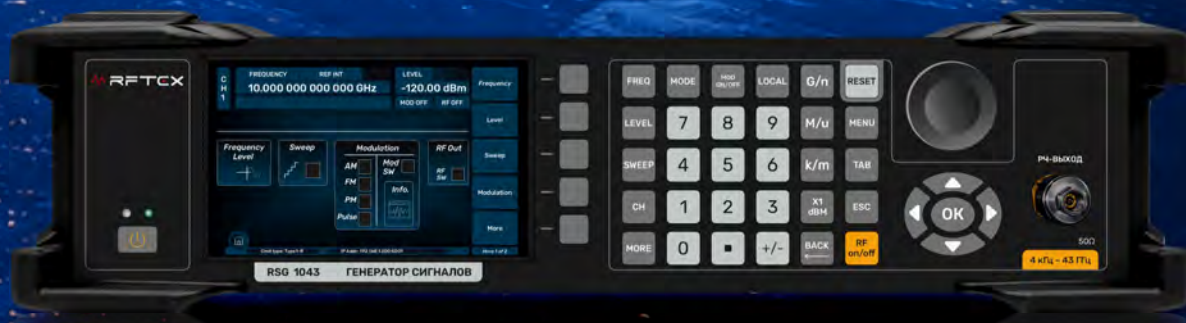 RFTEX
C
H
1
FREQUENCY REF INT
10.000 000 000 000 GHz
LEVEL
-120.00 dBm
MOD OFF RF OFF
Frequency
Level
Sweep
Modulation
More
Frequency
Level
Sweep
Modulation
AM
FM
PM
Pulse
Mod
SW
Info.
RF Out
RF
SW
RSG 1043 ГЕНЕРАТОР СИГНАЛОВ
FREQ MODE MOD ON/OFF LOCAL G/n RESET
LEVEL 7 8 9 M/u MENU
SWEEP 4 5 6 k/m TAB
CH 1 2 3 X1 dBM ESC
MORE 0 ▪ +/- BACK RF on/off
OK
РЧ-ВЫХОД
50Ω
4 кГц – 43 ГГц